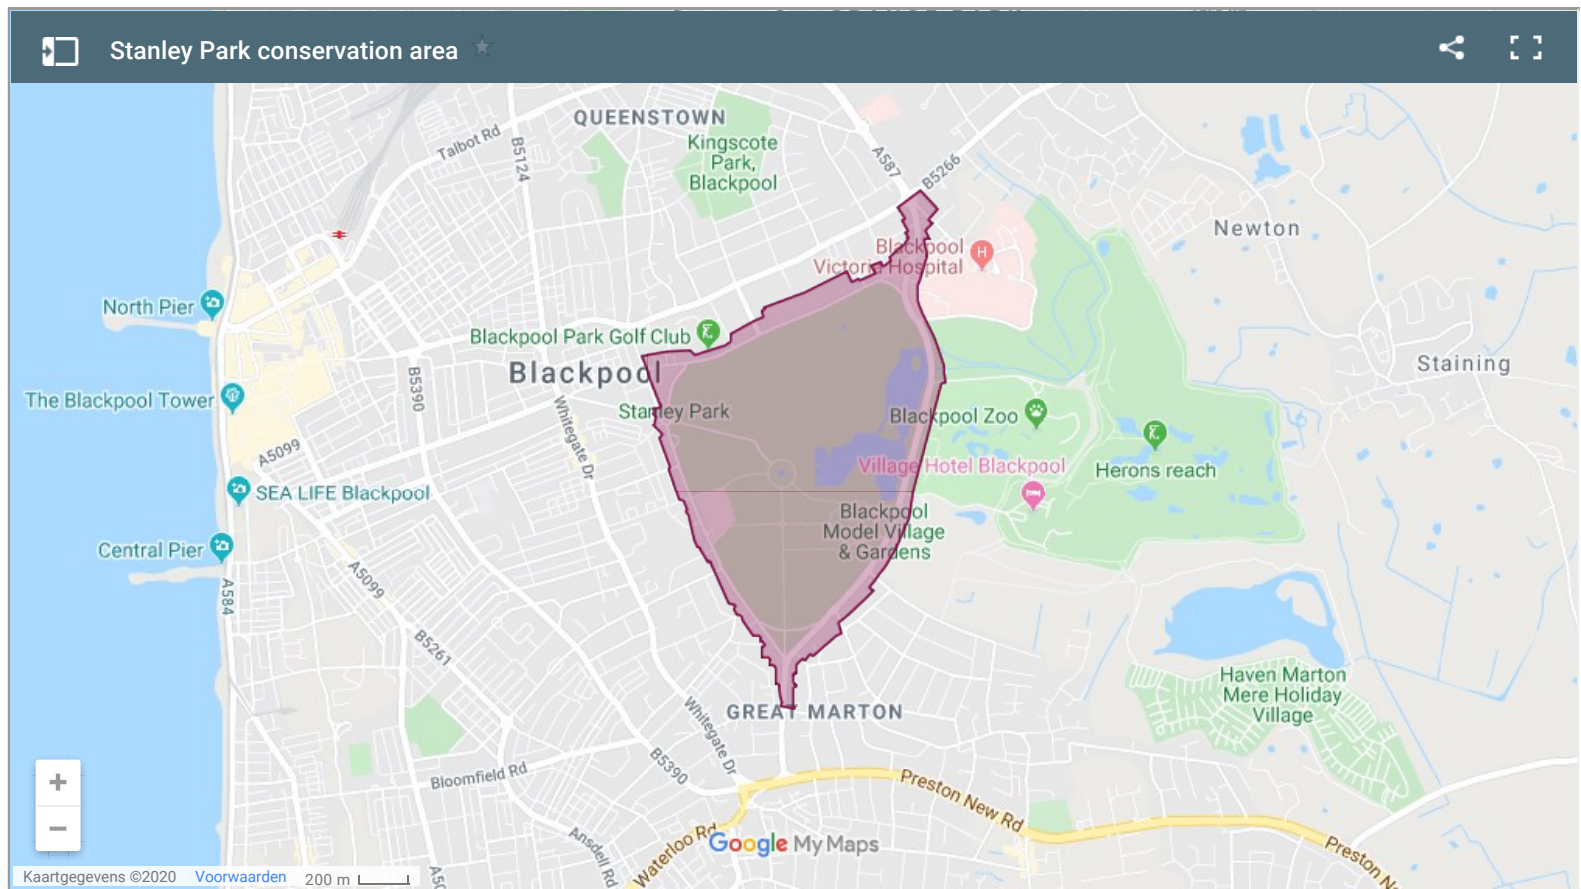 Stanley Park conservation area
QUEENSTOWN
Talbot Rd
B5124
Kingscote
Park,
Blackpool
A587
B5266
Newton
Blackpool
Victoria Hospital
H
North Pier
Blackpool Park Golf Club
Blackpool
Staining
B5390
The Blackpool Tower
Stanley Park
Whitegate Dr
Blackpool Zoo
A5099
Village Hotel Blackpool
Herons reach
SEA LIFE Blackpool
Blackpool
Model Village
& Gardens
Central Pier
A584
A5099
B5261
Haven Marton
Mere Holiday
Village
GREAT MARTON
Whitegate Dr
B5390
Bloomfield Rd
Preston New Rd
Ansdell Rd
Waterloo Rd
Google My Maps
Kaartgegevens ©2020
Voorwaarden
200 m